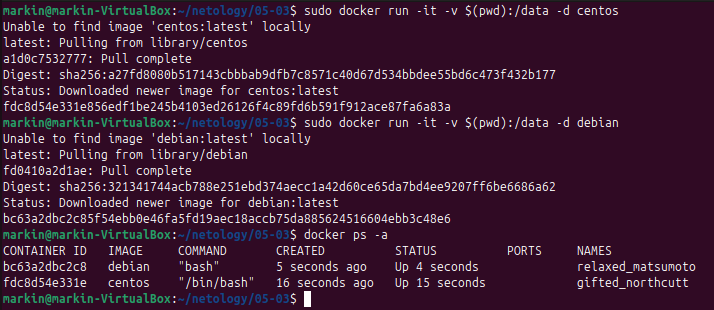 markin@markin-VirtualBox:~/netology/05-03$ sudo docker run -it -v $(pwd):/data -d centos
Unable to find image 'centos:latest' locally
latest: Pulling from library/centos
a1d0c7532777: Pull complete
Digest: sha256:a27fd8080b517143cbbbab9dfb7c8571c40d67d534bbdee55bd6c473f432b177
Status: Downloaded newer image for centos:latest
fdc8d54e331e856edf1be245b4103ed26126f4c89fd6b591f912ace87fa6a83a
markin@markin-VirtualBox:~/netology/05-03$ sudo docker run -it -v $(pwd):/data -d debian
Unable to find image 'debian:latest' locally
latest: Pulling from library/debian
fd0410a2d1ae: Pull complete
Digest: sha256:321341744acb788e251ebd374aecc1a42d60ce65da7bd4ee9207ff6be6686a62
Status: Downloaded newer image for debian:latest
bc63a2dbc2c85f54ebb0e46fa5fd19aec18accb75da885624516604ebb3c48e6
markin@markin-VirtualBox:~/netology/05-03$ docker ps -a
CONTAINER ID   IMAGE     COMMAND       CREATED          STATUS          PORTS     NAMES
bc63a2dbc2c8   debian    "bash"        5 seconds ago    Up 4 seconds              relaxed_matsumoto
fdc8d54e331e   centos    "/bin/bash"   16 seconds ago   Up 15 seconds             gifted_northcutt
markin@markin-VirtualBox:~/netology/05-03$